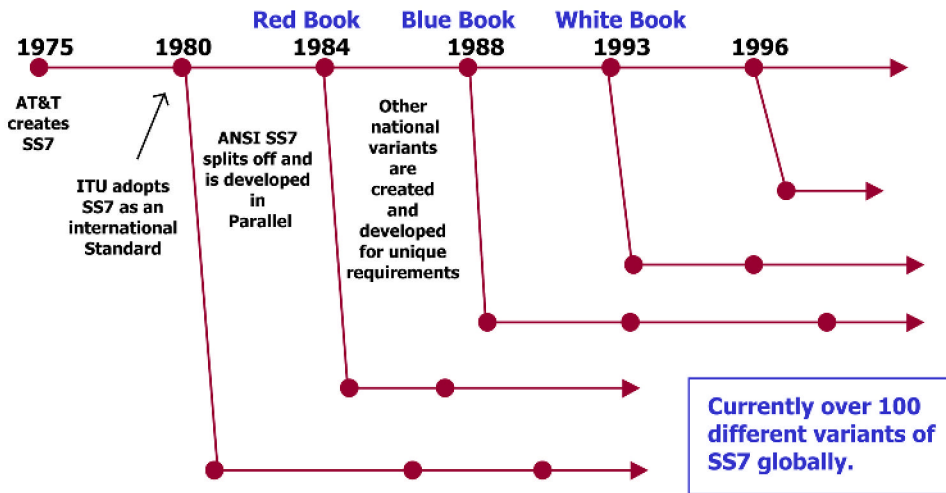 Red Book
Blue Book
White Book
1975
1980
1984
1988
1993
1996
AT&T
creates
SS7
ITU adopts
SS7 as an
international
Standard
ANSI SS7
splits off and
is developed
in
Parallel
Other
national
variants
are
created
and
developed
for unique
requirements
Currently over 100
different variants of
SS7 globally.